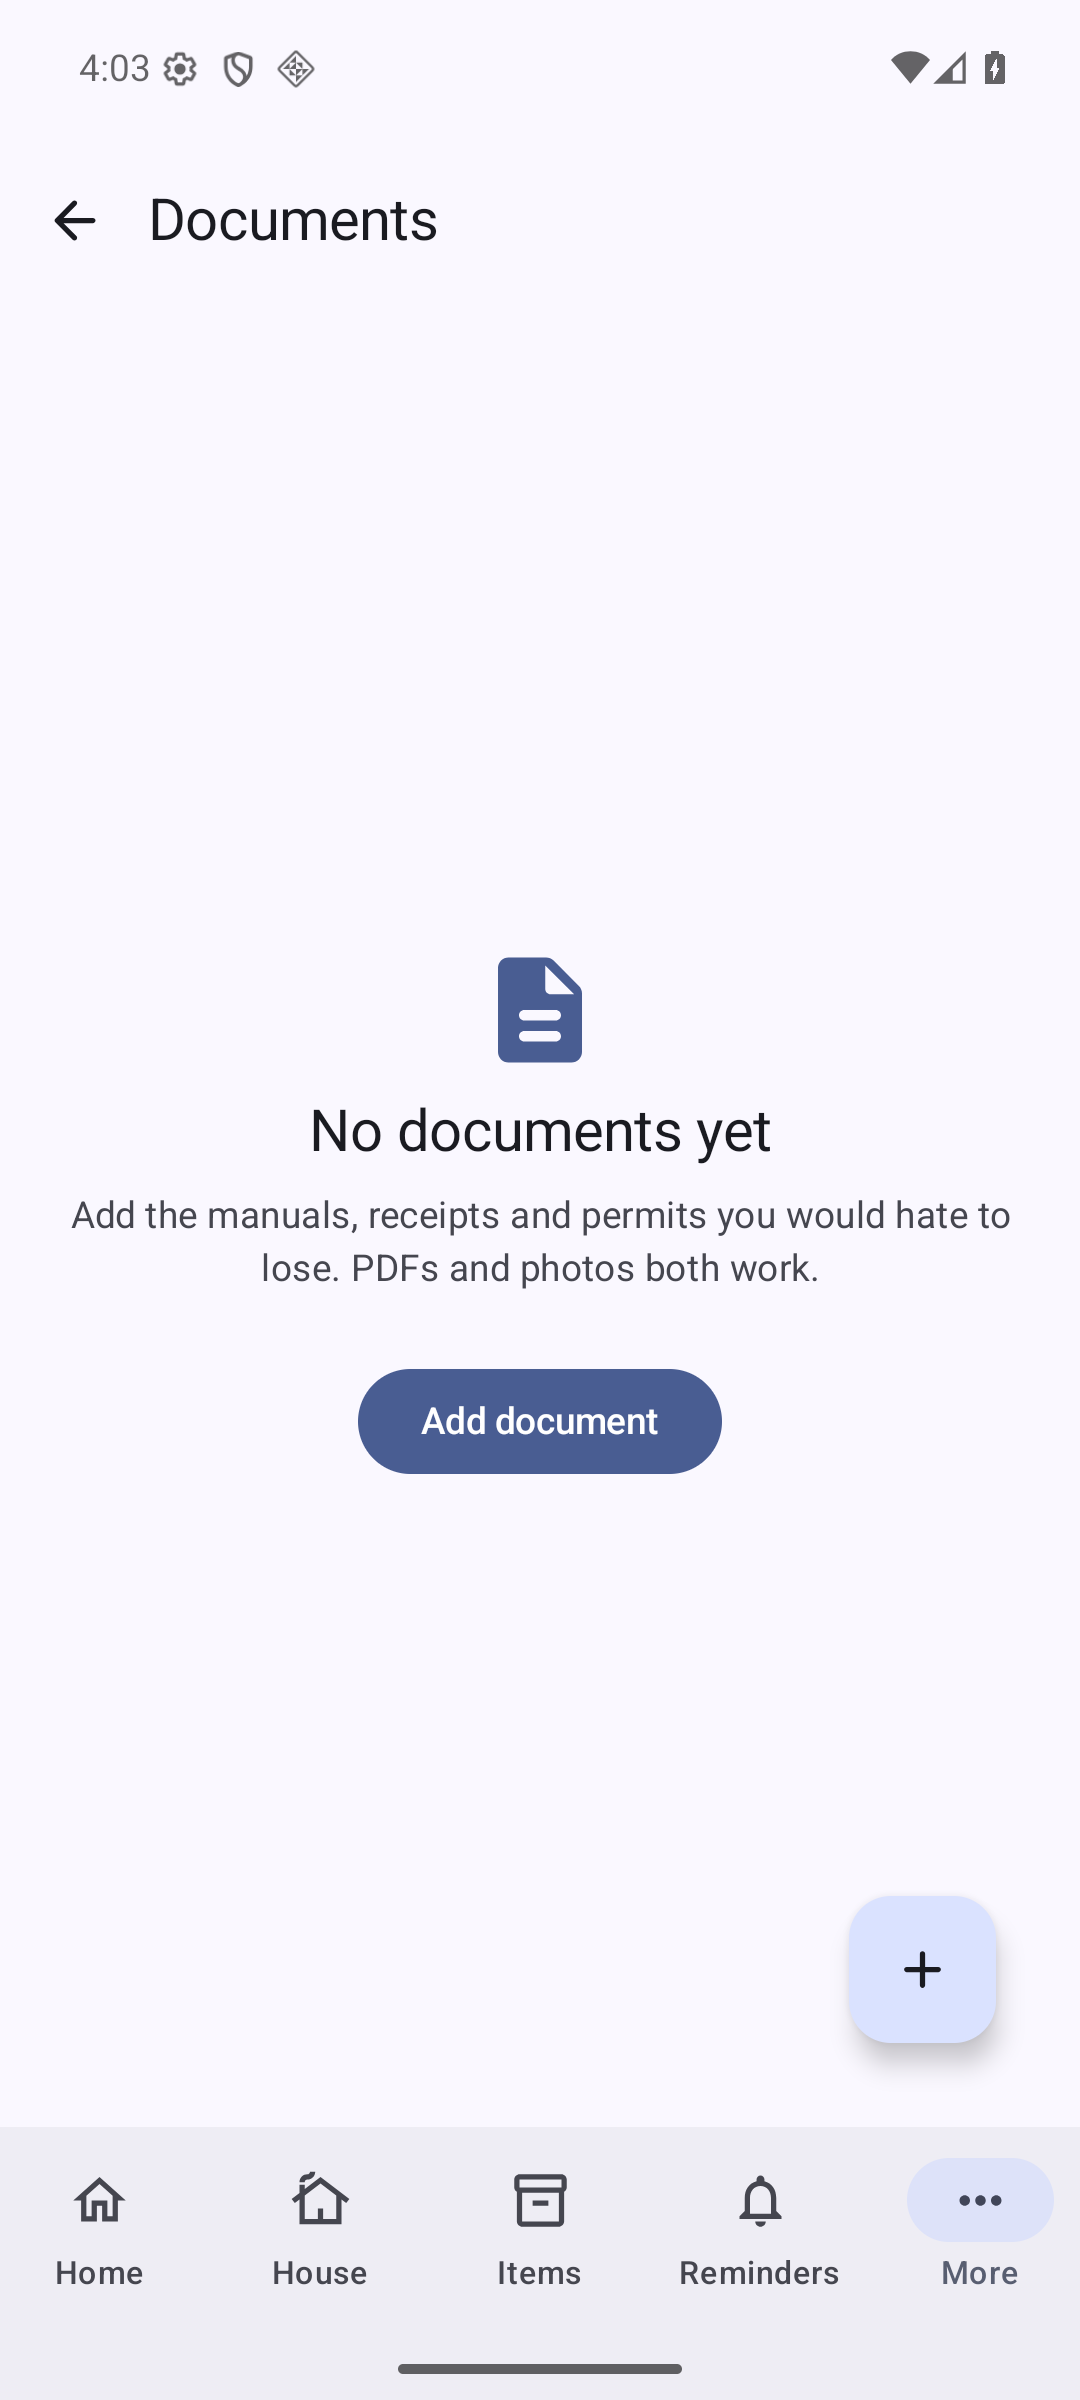 4:03
Documents
No documents yet
Add the manuals, receipts and permits you would hate to
lose. PDFs and photos both work.
Add document
Home
House
Items
Reminders
More